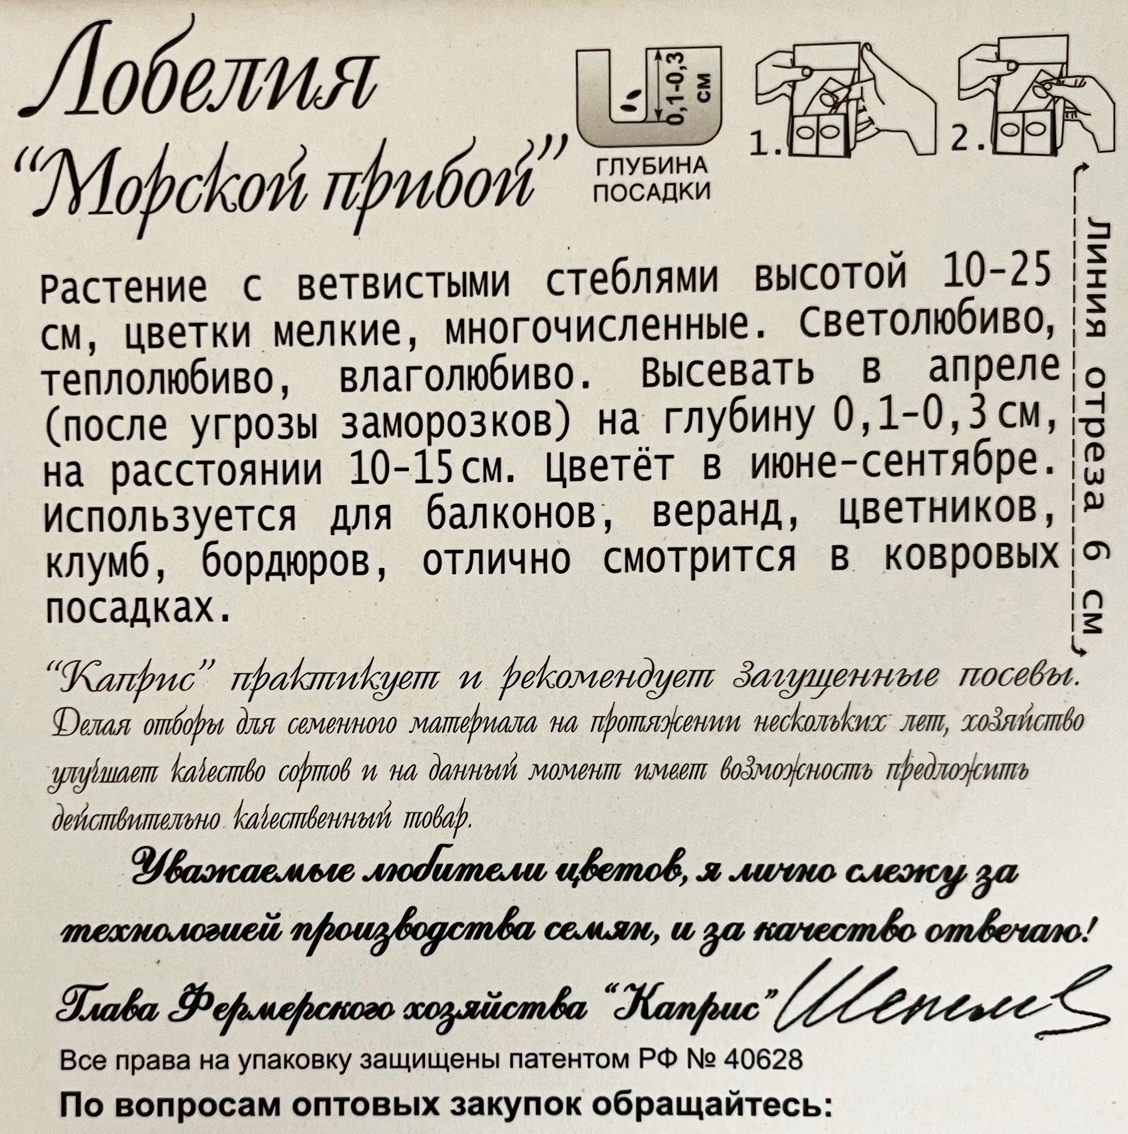 Лобелия
“Морской прибой”
0,1-0,3
см
ГЛУБИНА
ПОСАДКИ
1.
2.
Растение с ветвистыми стеблями высотой 10-25
см, цветки мелкие, многочисленные. Светолюбиво,
теплолюбиво, влаголюбиво. Высевать в апреле
(после угрозы заморозков) на глубину 0,1-0,3см,
на расстоянии 10-15см. Цветёт в июне-сентябре.
Используется для балконов, веранд, цветников,
клумб, бордюров, отлично смотрится в ковровых
посадках.
линия отреза 6 см
“Каприс” практикует и рекомендует загущенные посевы.
Делая отборы для семенного материала на протяжении нескольких лет, хозяйство
улучшает качество сортов и на данный момент имеет возможность предложить
действительно качественный товар.
Уважаемые любители цветов, я лично слежу за
технологией производства семян, и за качество отвечаю!
Глава Фермерского хозяйства “Каприс”
Все права на упаковку защищены патентом РФ № 40628
По вопросам оптовых закупок обращайтесь: